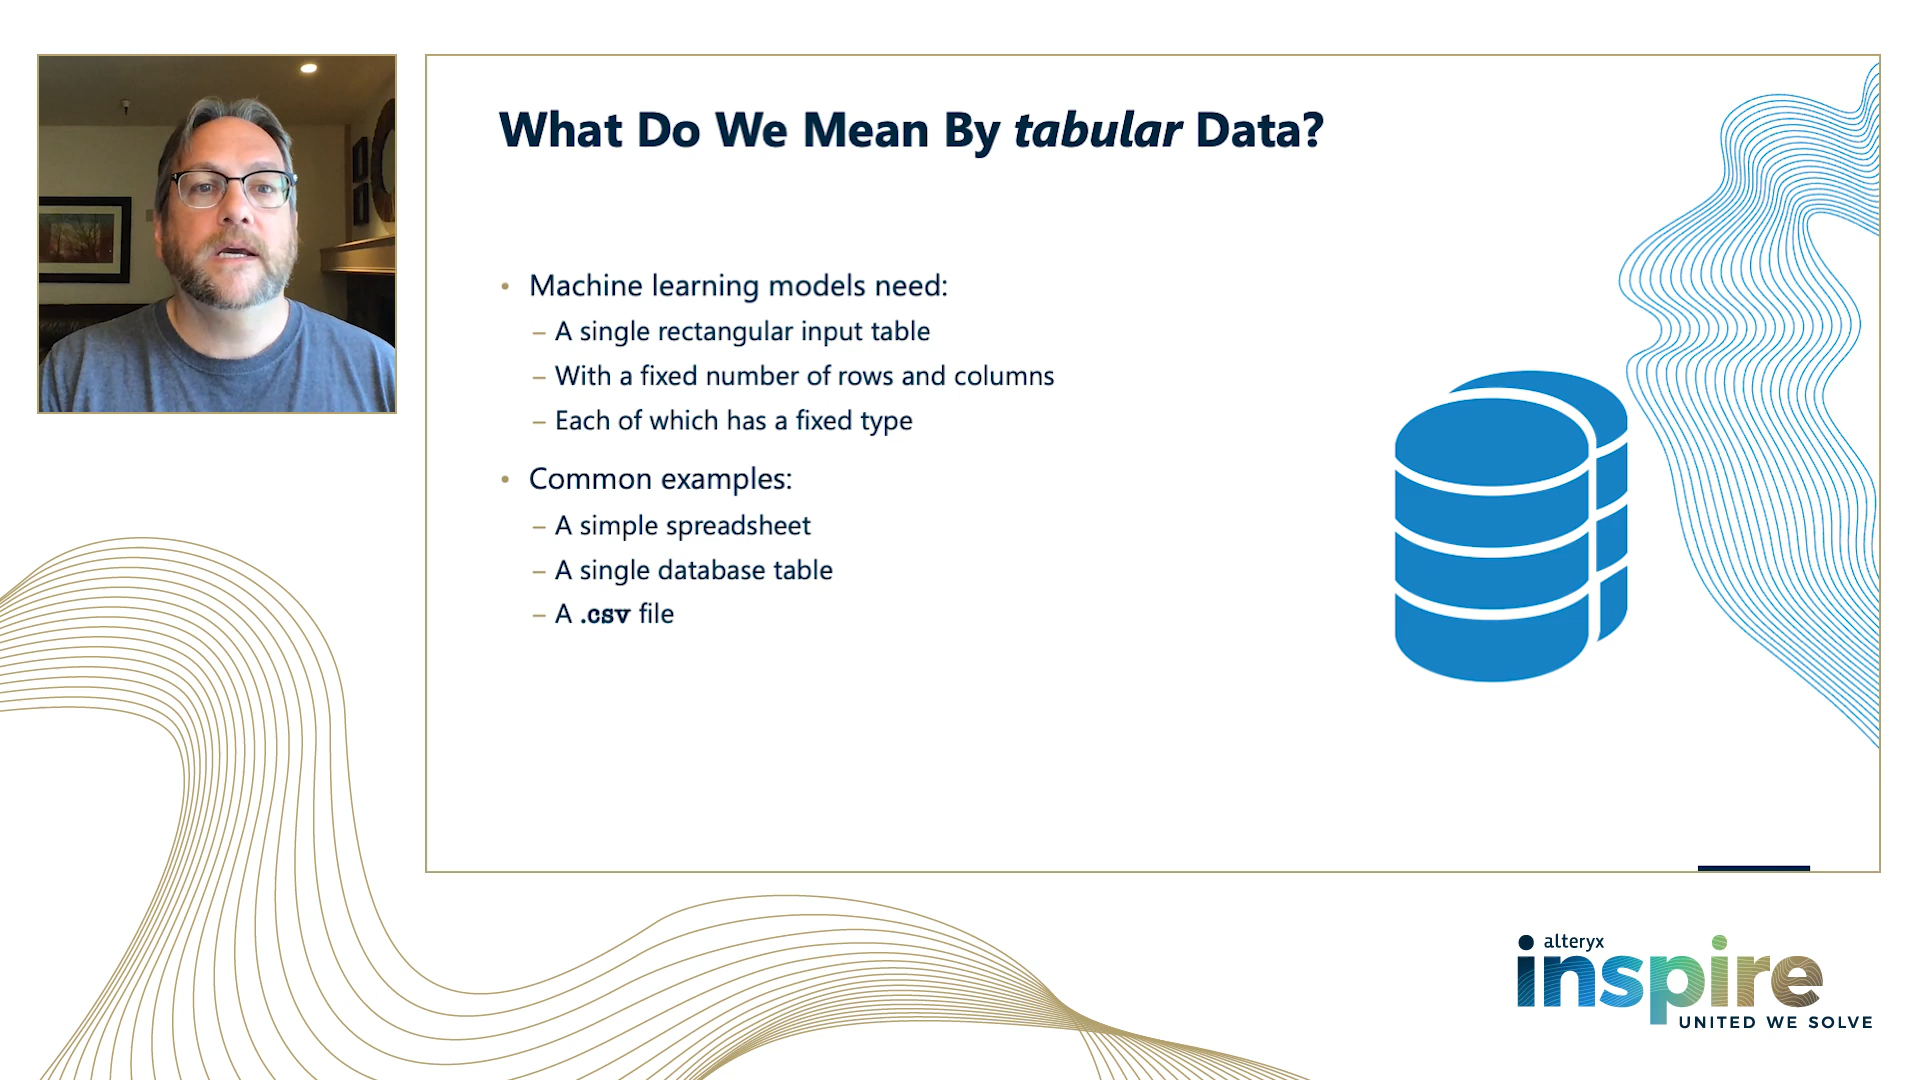 What Do We Mean By tabular Data?
• Machine learning models need:
– A single rectangular input table
– With a fixed number of rows and columns
– Each of which has a fixed type
• Common examples:
– A simple spreadsheet
– A single database table
– A .csv file
alteryx
inspire
UNITED WE SOLVE